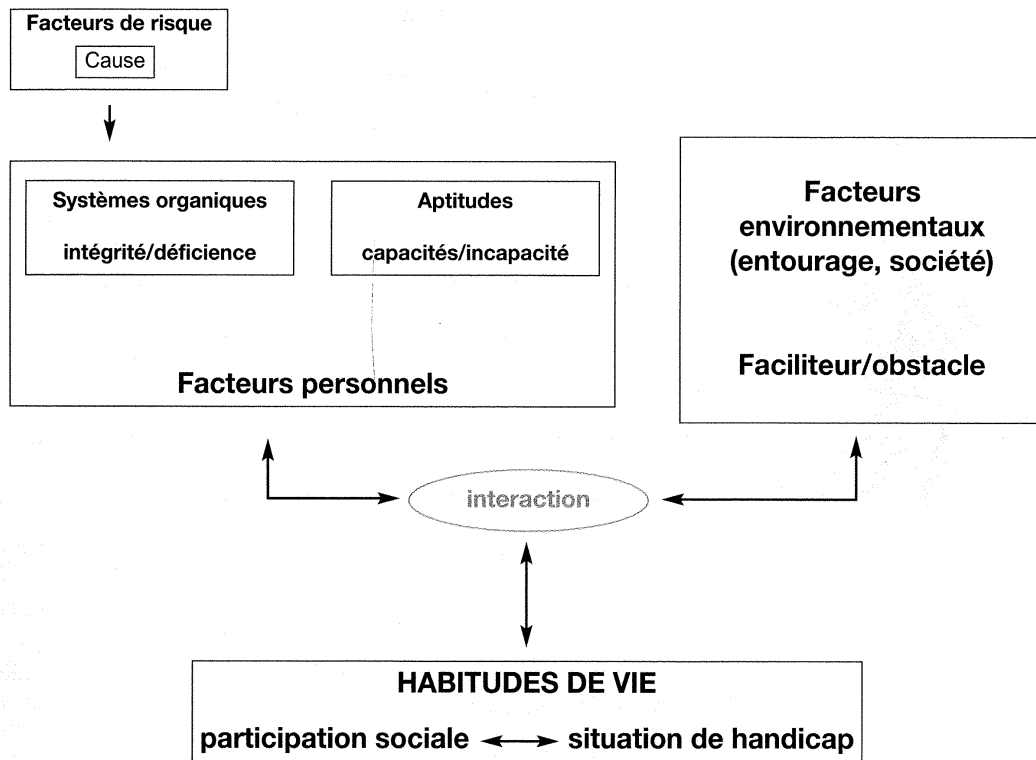 Facteurs de risque
Cause
Systèmes organiques
intégrité/déficience
Aptitudes
capacités/incapacité
Facteurs personnels
Facteurs
environnementaux
(entourage, société)
Faciliteur/obstacle
interaction
HABITUDES DE VIE
participation sociale situation de handicap